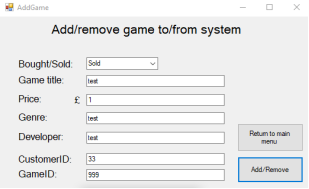 AddGame
Add/remove game to/from system
Bought/Sold: Sold
Game title: test
Price: £ 1
Genre: test
Developer: test
Return to main
menu
CustomerID: 33
Add/Remove
GameID: 999